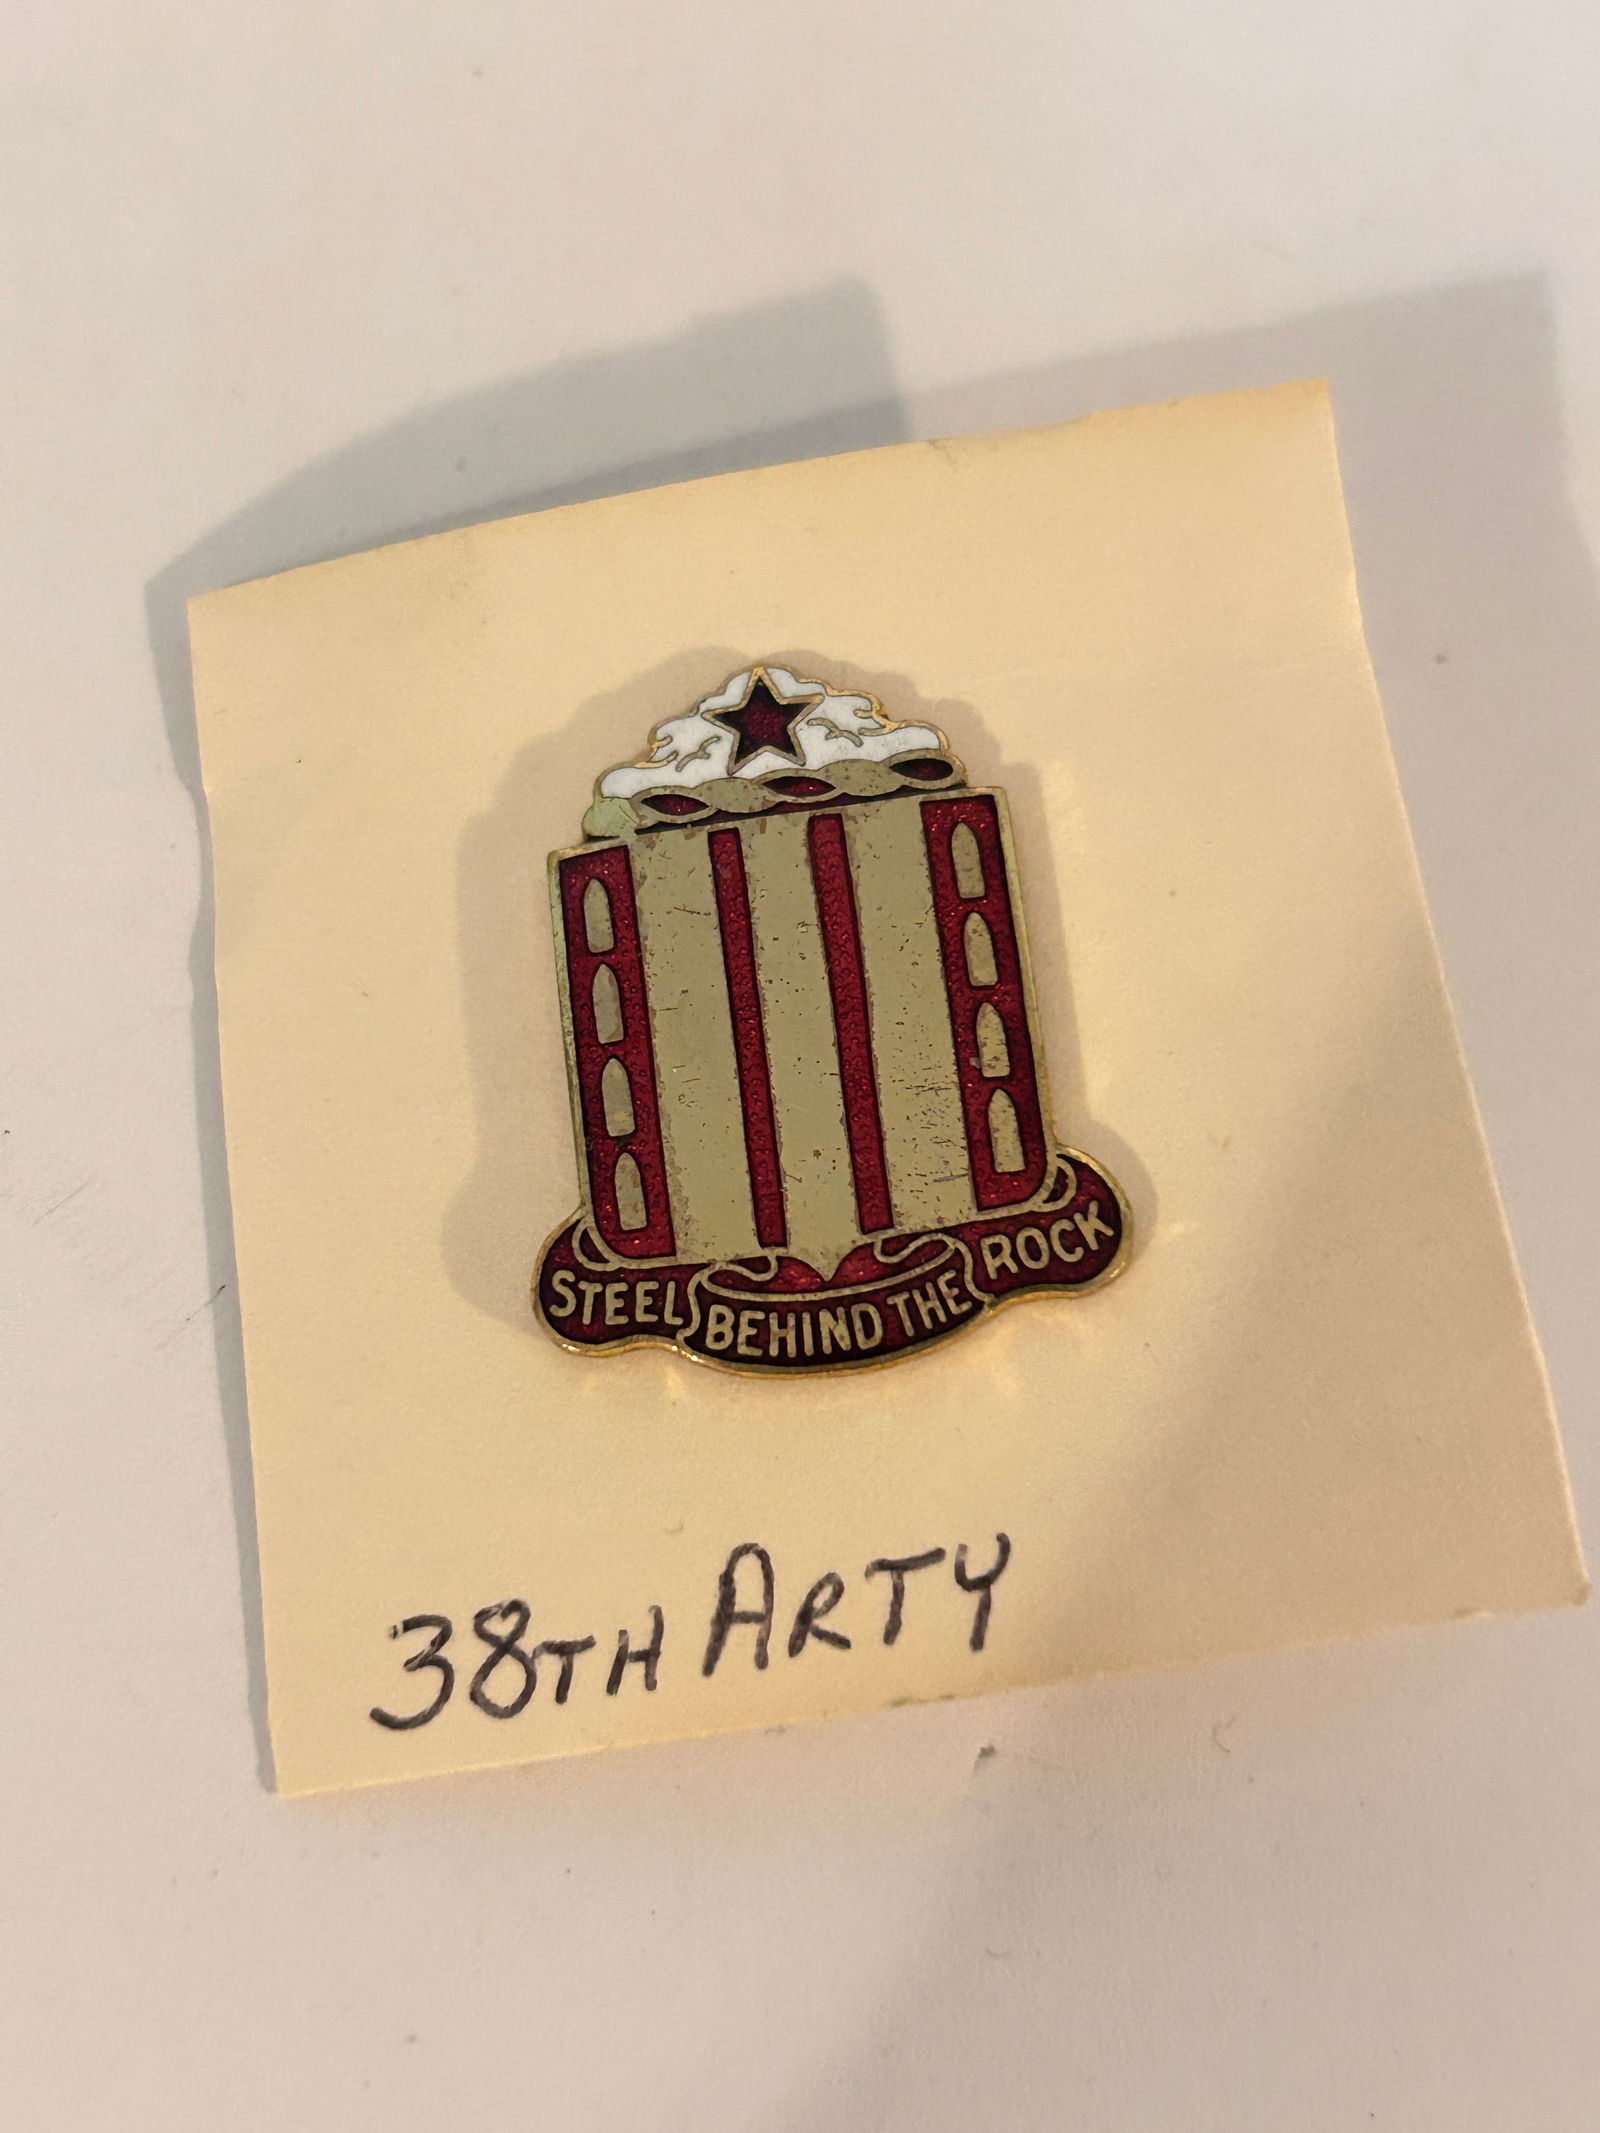 STEEL BEHIND THE ROCK
38TH ARTY